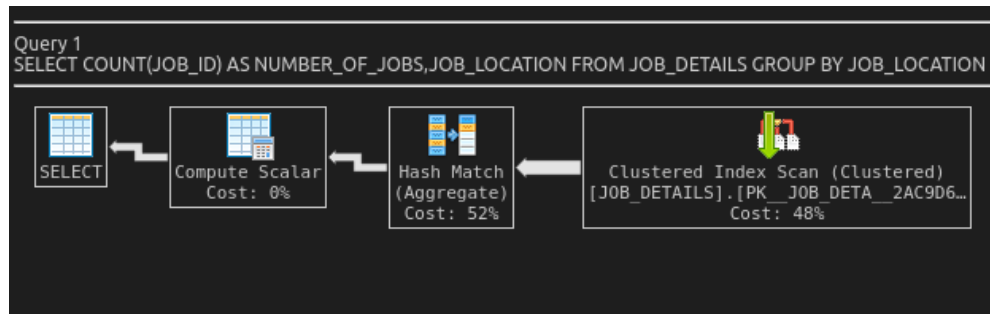 Query 1
SELECT COUNT(JOB_ID) AS NUMBER_OF_JOBS,JOB_LOCATION FROM JOB_DETAILS GROUP BY JOB_LOCATION
SELECT
Compute Scalar
Cost: 0%
Hash Match
(Aggregate)
Cost: 52%
Clustered Index Scan (Clustered)
[JOB_DETAILS].[PK__JOB_DETA__2AC9D6…
Cost: 48%